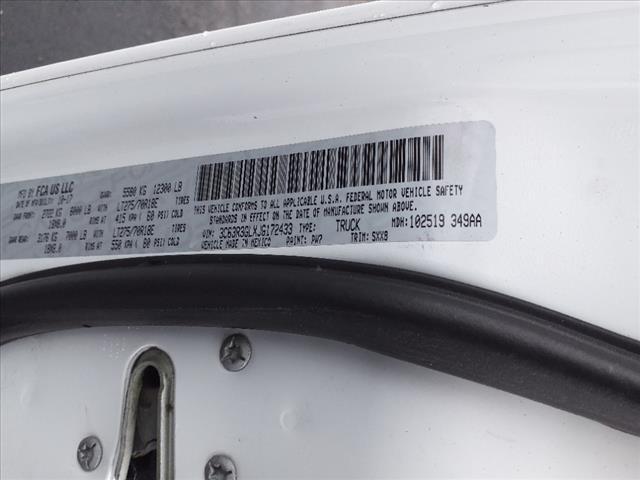 MFD BY FCA US LLC
DATE OF MFR 10-17 GVWR: 5580 KG 12300 LB
GAWR FRONT 2722 KG 6000 LB LT275/70R18E TIRES
18X8.0 RIMS AT 415 KPA / 60 PSI COLD
GAWR REAR 3176 KG 7000 LB LT275/70R18E TIRES
18X8.0 RIMS AT 550 KPA / 80 PSI COLD
THIS VEHICLE CONFORMS TO ALL APPLICABLE U.S.A. FEDERAL MOTOR VEHICLE SAFETY
STANDARDS IN EFFECT ON THE DATE OF MANUFACTURE SHOWN ABOVE.
VIN: 3C63R3GLXJG172433 TYPE: TRUCK MDH: 102519 349AA
MADE IN MEXICO PAINT: PW7 TRIM: SXX9